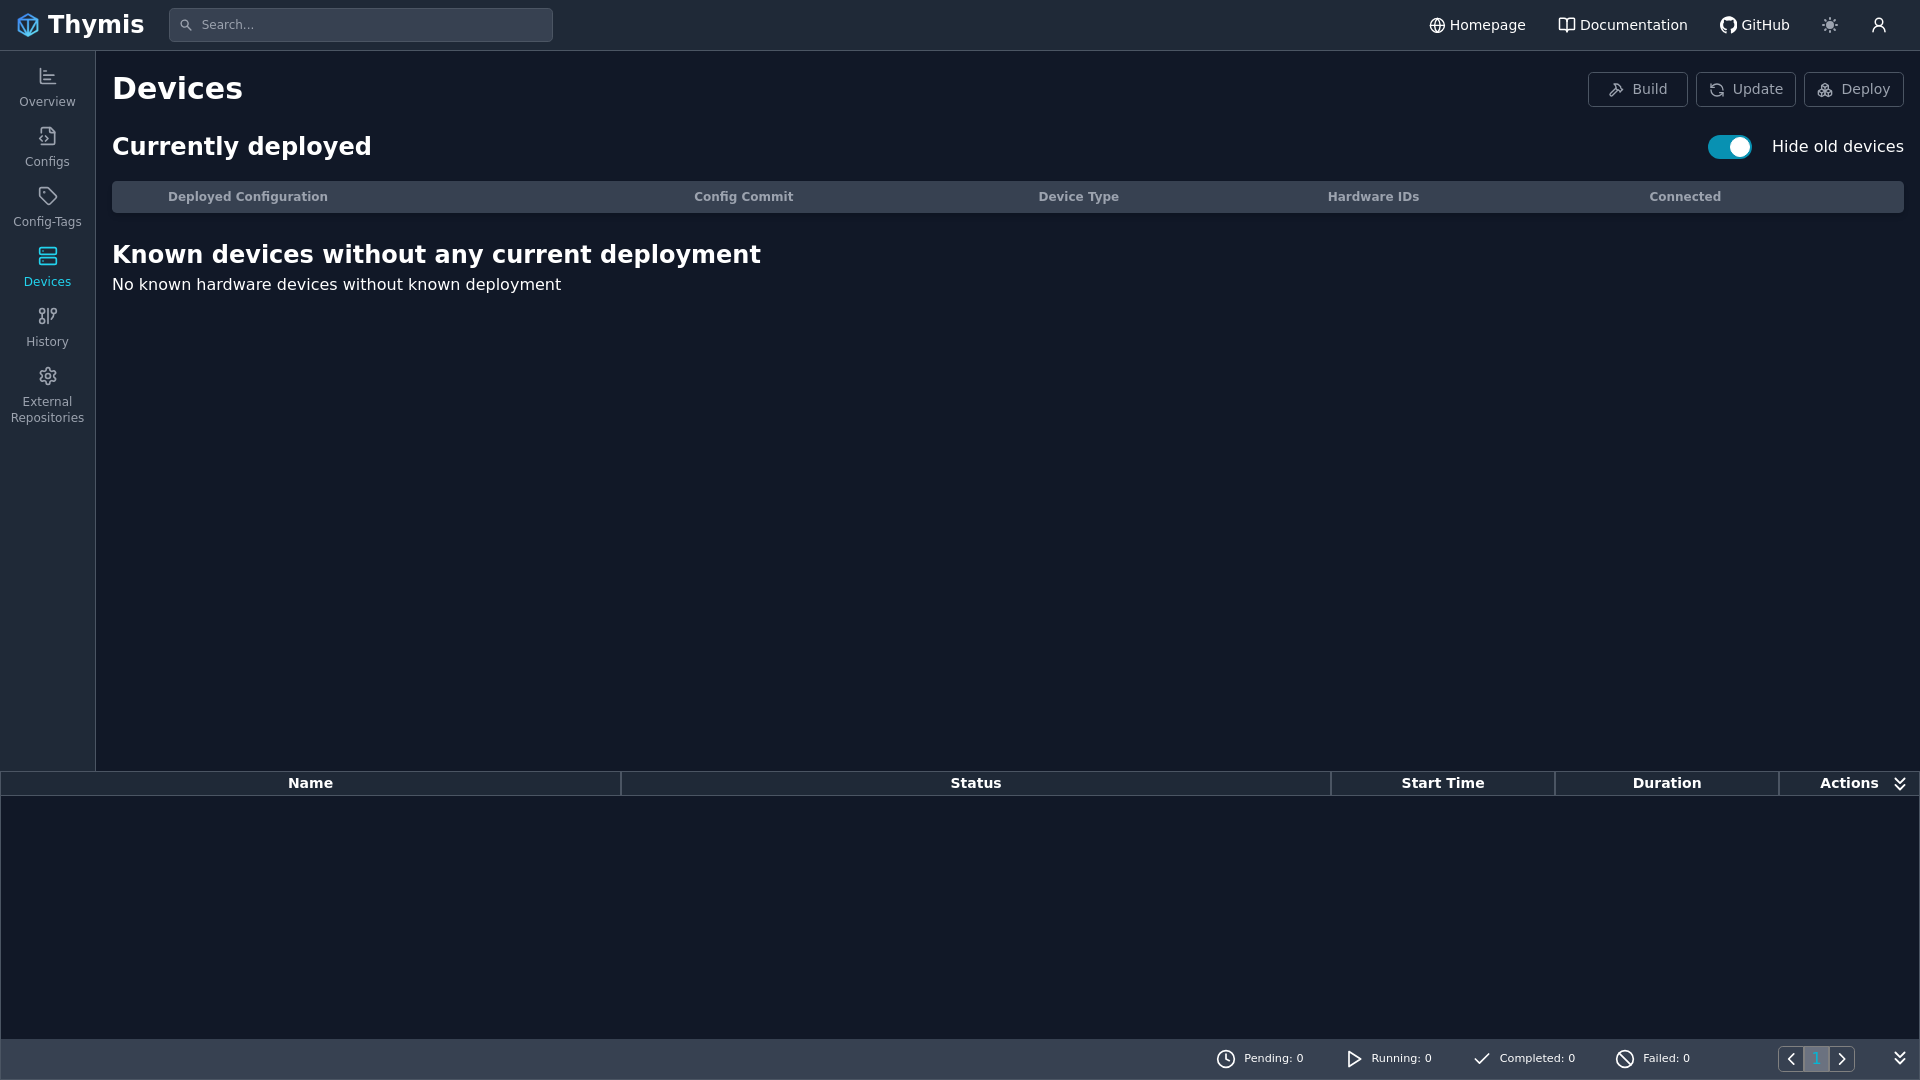 Thymis
Search...
Homepage
Documentation
GitHub
Overview
Configs
Config-Tags
Devices
History
External
Repositories
Devices
Build
Update
Deploy
Currently deployed
Hide old devices
Deployed Configuration
Config Commit
Device Type
Hardware IDs
Connected
Known devices without any current deployment
No known hardware devices without known deployment
Name
Status
Start Time
Duration
Actions
Pending: 0
Running: 0
Completed: 0
Failed: 0
1